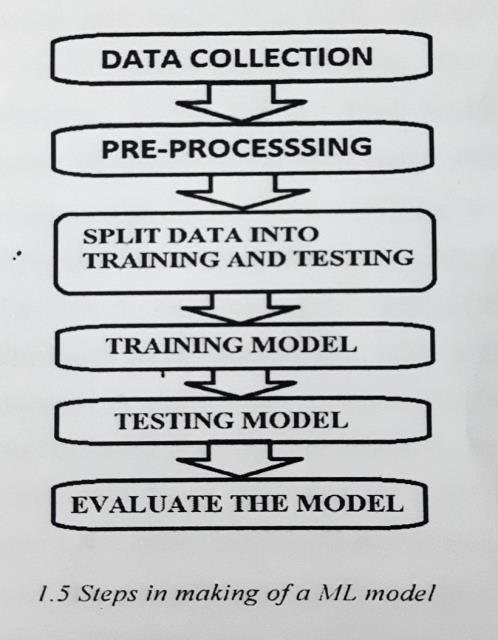 DATA COLLECTION
PRE-PROCESSSING
SPLIT DATA INTO
TRAINING AND TESTING
TRAINING MODEL
TESTING MODEL
EVALUATE THE MODEL
1.5 Steps in making of a ML model